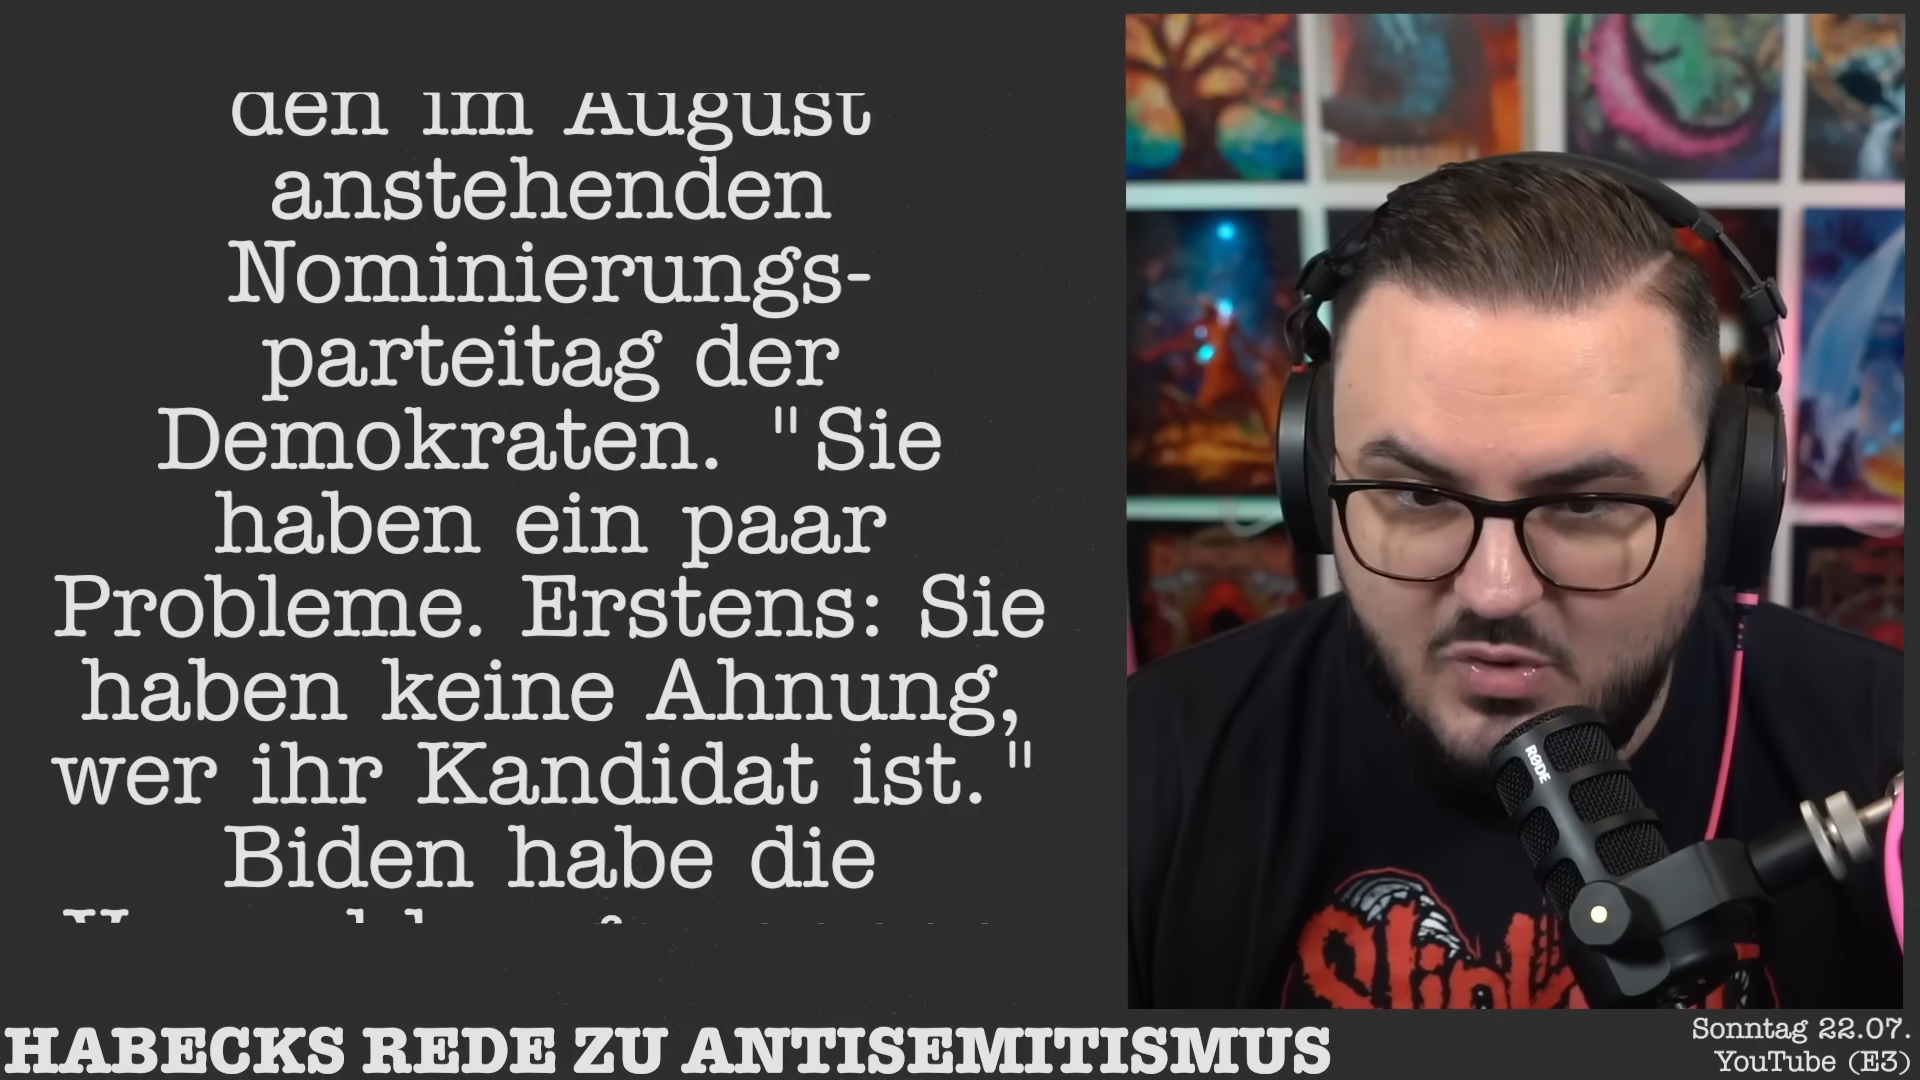 den im August
anstehenden
Nominierungs-
parteitag der
Demokraten. "Sie
haben ein paar
Probleme. Erstens: Sie
haben keine Ahnung,
wer ihr Kandidat ist."
Biden habe die
RØDE
HABECKS REDE ZU ANTISEMITISMUS
Sonntag 22.07.
YouTube (E3)